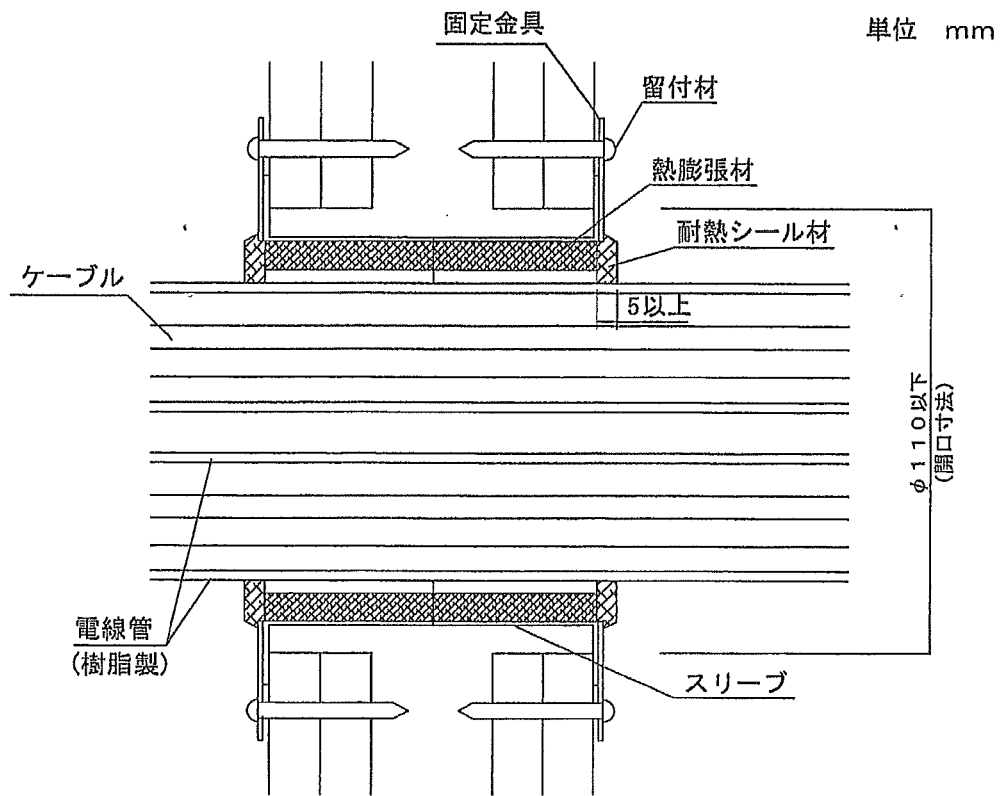 固定金具
単位 mm
留付材
熱膨張材
耐熱シール材
ケーブル
5以上
φ110以下
(開口寸法)
電線管
(樹脂製)
スリーブ